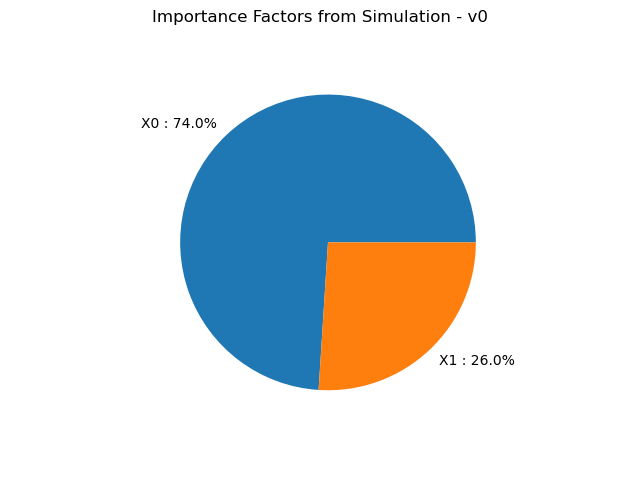 Importance Factors from Simulation - v0
X0 : 74.0%
X1 : 26.0%